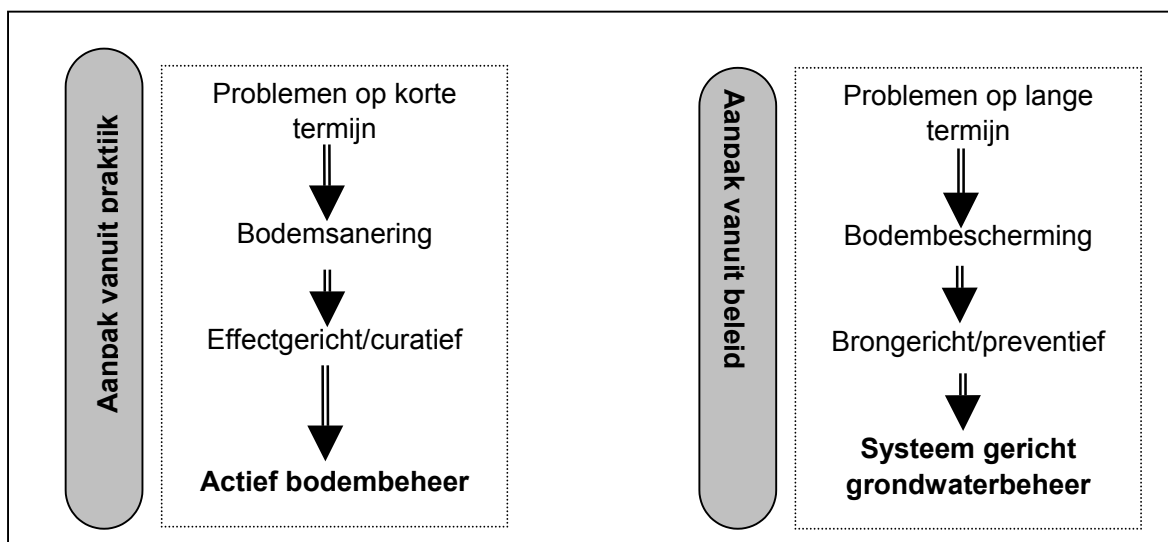 Aanpak vanuit praktijk
Problemen op korte
termijn
Bodemsanering
Effectgericht/curatief
Actief bodembeheer
Aanpak vanuit beleid
Problemen op lange
termijn
Bodembescherming
Brongericht/preventief
Systeem gericht
grondwaterbeheer